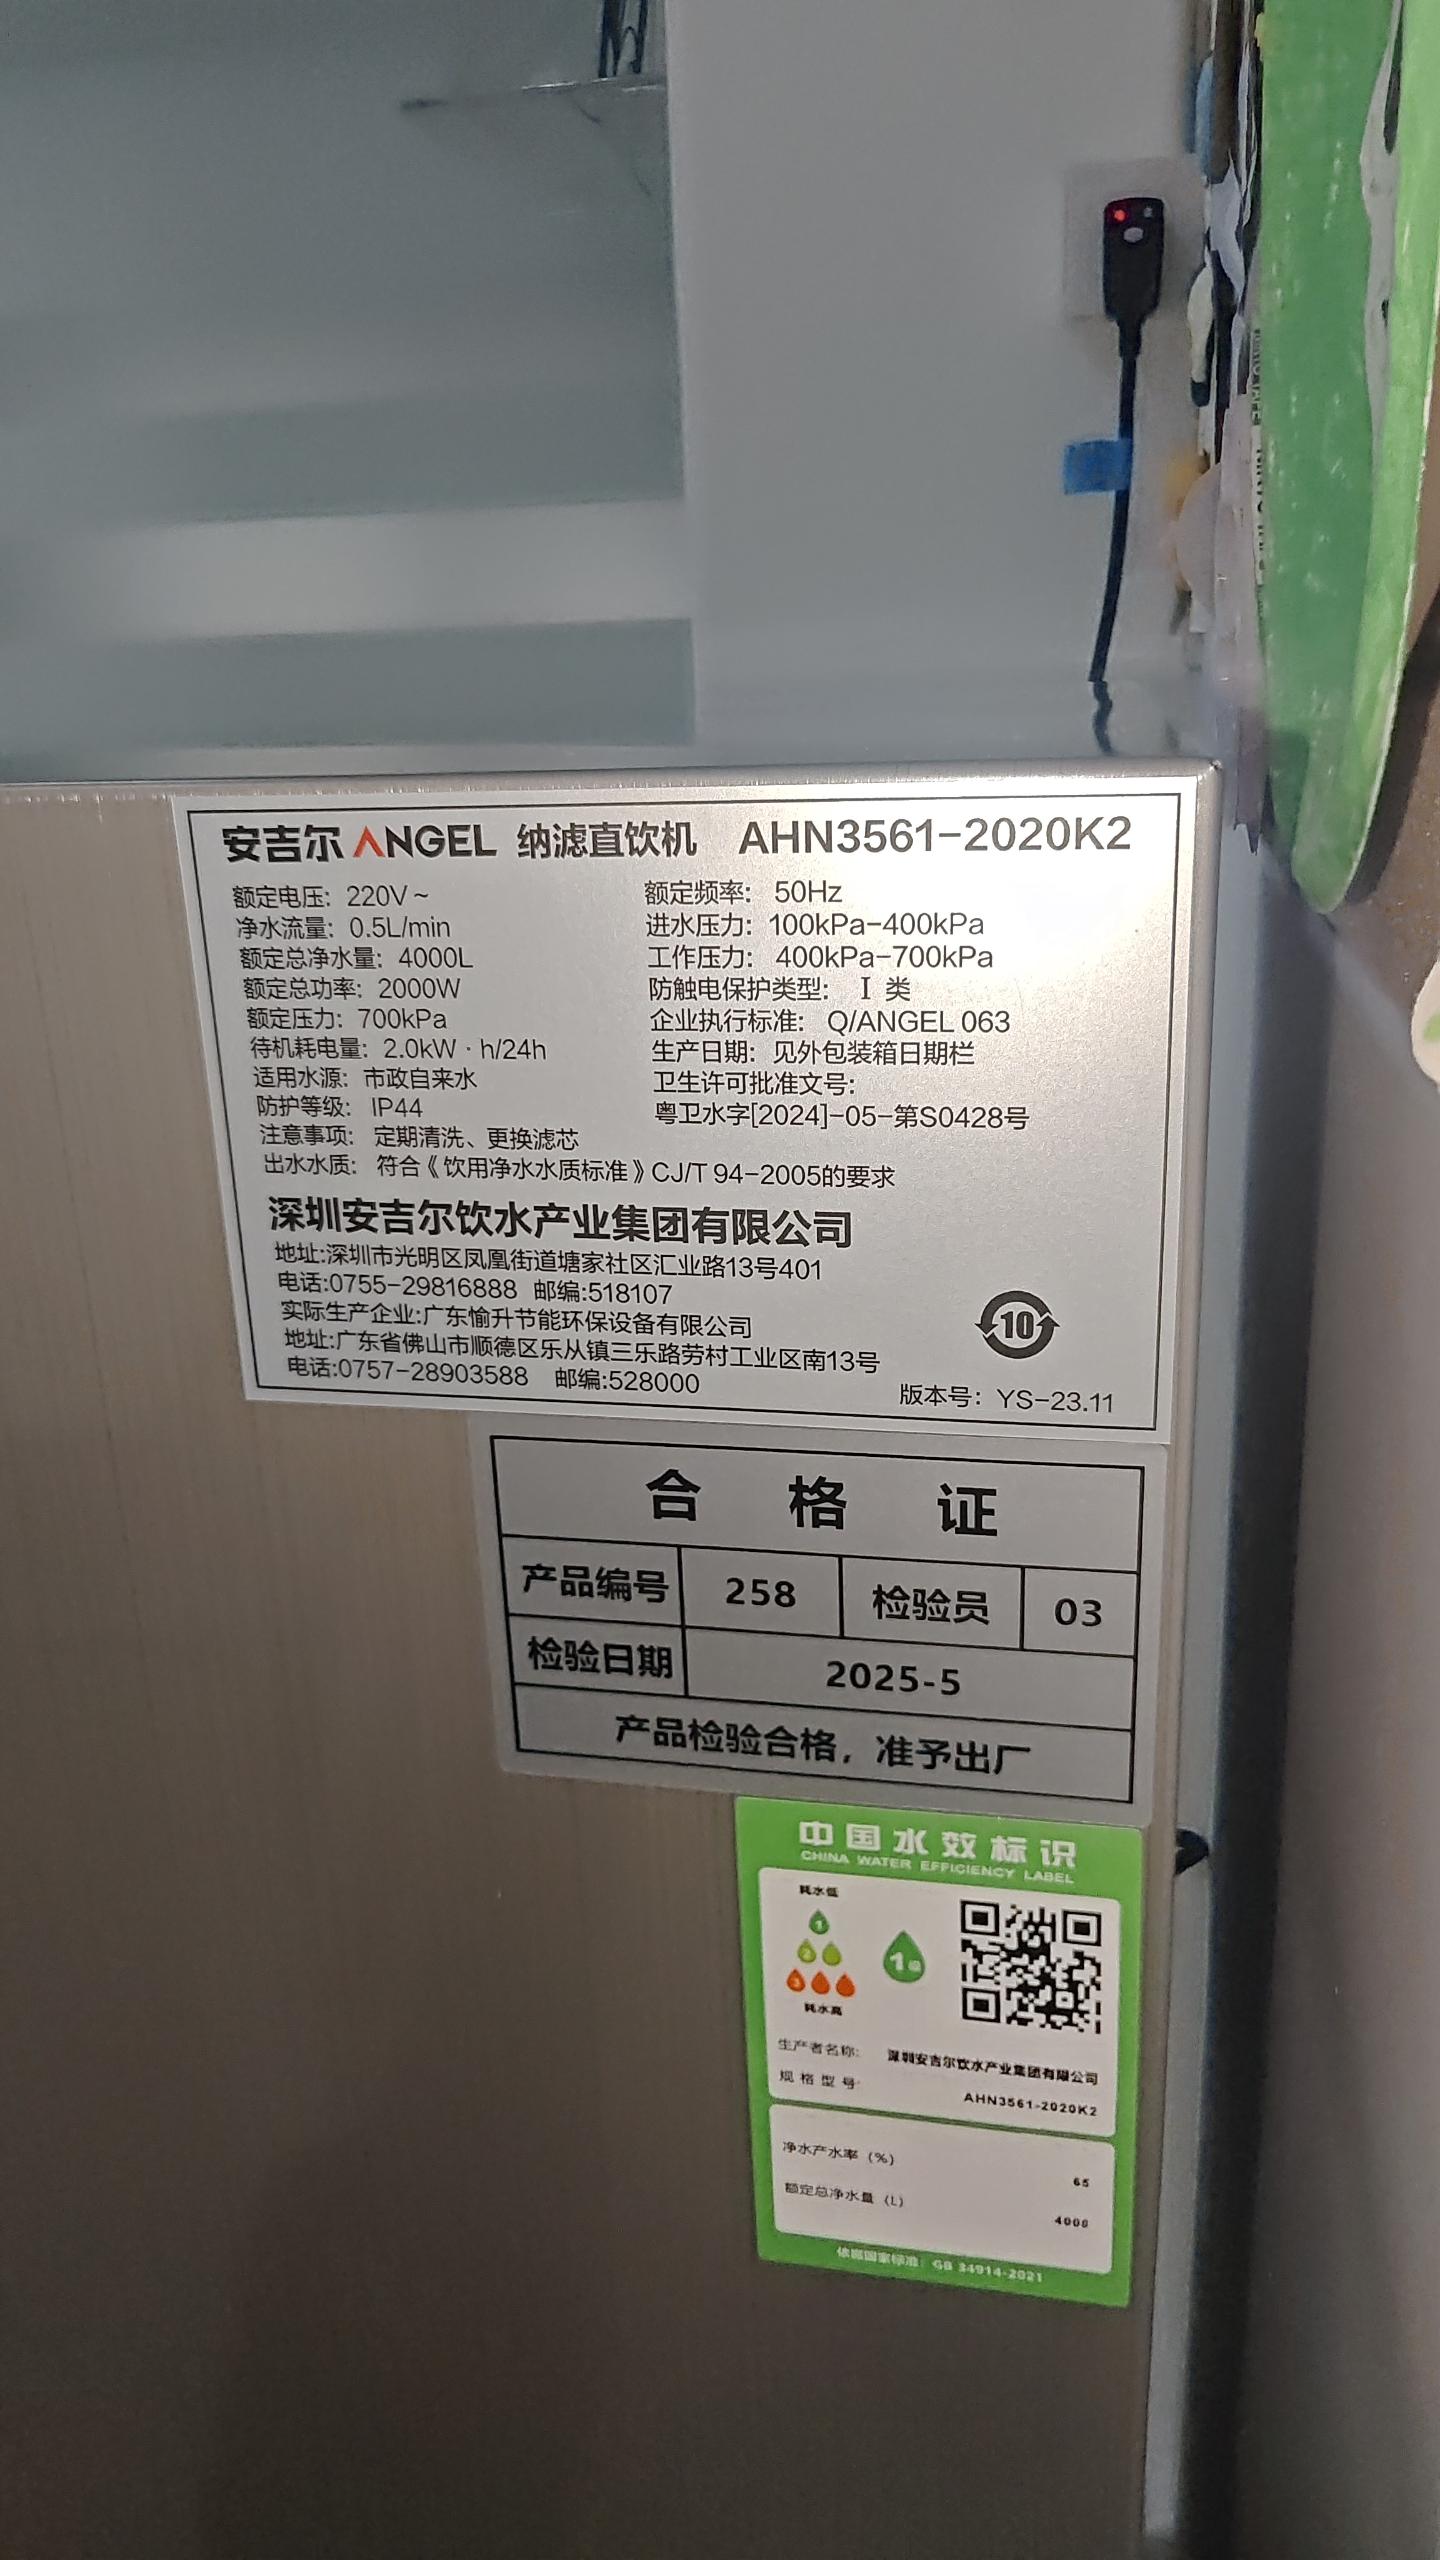 安吉尔 ANGEL 纳滤直饮机 AHN3561-2020K2
额定电压: 220V~ 额定频率: 50Hz
净水流量: 0.5L/min 进水压力: 100kPa-400kPa
额定总净水量: 4000L 工作压力: 400kPa-700kPa
额定总功率: 2000W 防触电保护类型: I 类
额定压力: 700kPa 企业执行标准: Q/ANGEL 063
待机耗电量: 2.0kW·h/24h 生产日期: 见外包装箱日期栏
适用水源: 市政自来水 卫生许可批准文号:
防护等级: IP44 粤卫水字[2024]-05-第S0428号
注意事项: 定期清洗、更换滤芯
出水水质: 符合《饮用净水水质标准》CJ/T 94-2005的要求
深圳安吉尔饮水产业集团有限公司
地址:深圳市光明区凤凰街道塘家社区汇业路13号401
电话:0755-29816888 邮编:518107
实际生产企业:广东愉升节能环保设备有限公司
地址:广东省佛山市顺德区乐从镇三乐路劳村工业区南13号
电话:0757-28903588 邮编:528000
10
版本号: YS-23.11
合格证
产品编号 258 检验员 03
检验日期 2025-5
产品检验合格,准予出厂
中国水效标识
CHINA WATER EFFICIENCY LABEL
耗水低
1
2
3
耗水高
1级
生产者名称: 深圳安吉尔饮水产业集团有限公司
规格型号: AHN3561-2020K2
净水产水率 (%) 65
额定总净水量 (L) 4000
依据国家标准: GB 34914-2021